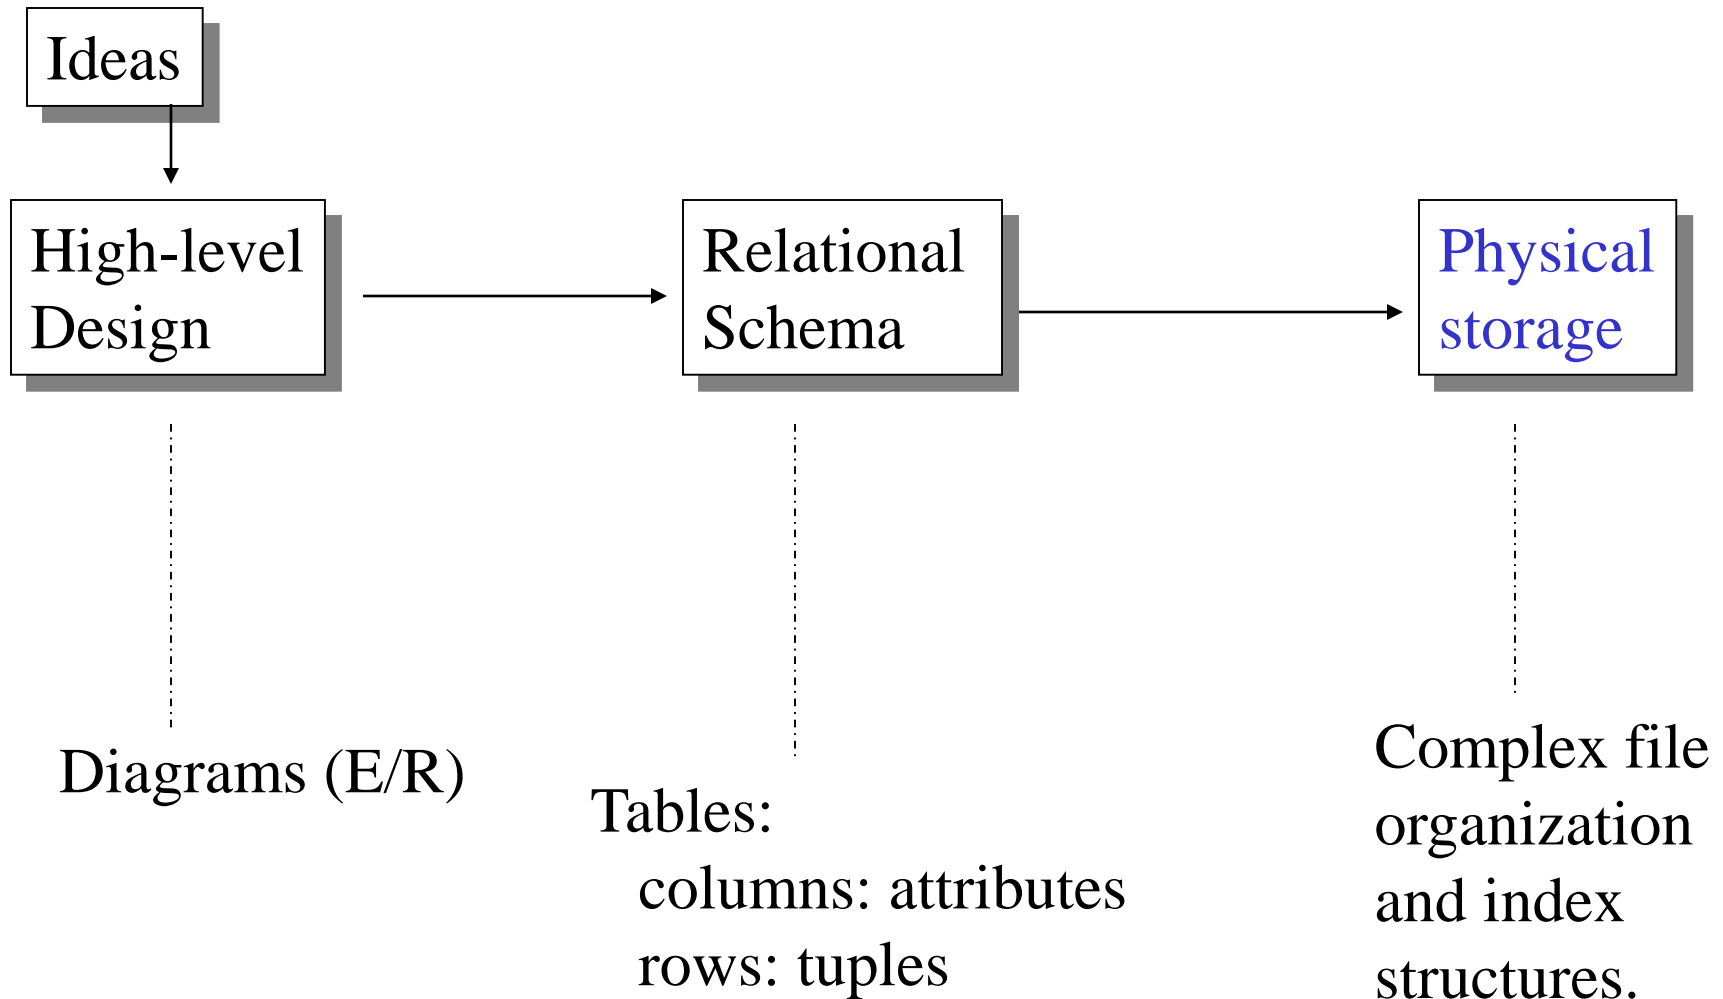 Ideas
High-level
Design
Relational
Schema
Physical
storage
Diagrams (E/R)
Tables:
columns: attributes
rows: tuples
Complex file
organization
and index
structures.